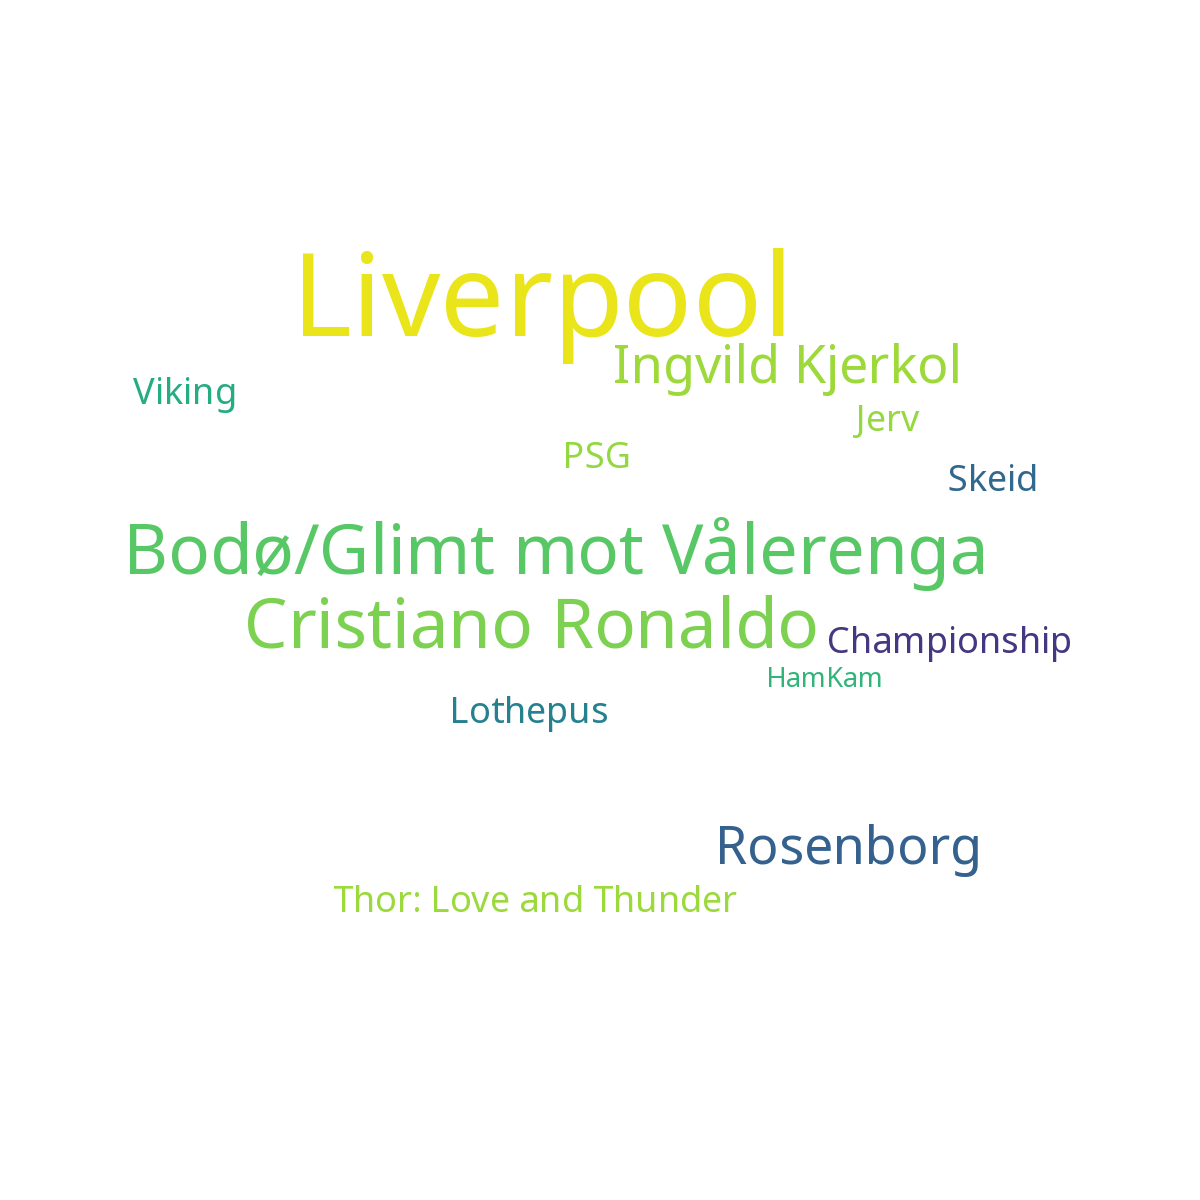 Liverpool
Ingvild Kjerkol
Viking
Jerv
PSG
Skeid
Bodø/Glimt mot Vålerenga
Cristiano Ronaldo
Championship
HamKam
Lothepus
Rosenborg
Thor: Love and Thunder